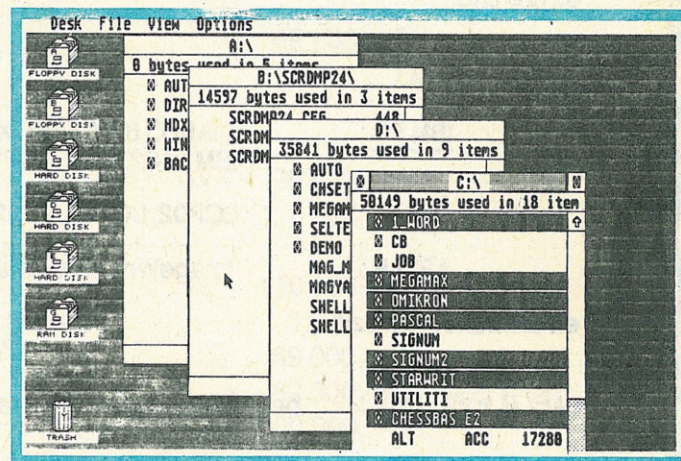 Desk File View Options
FLOPPY DISK
FLOPPY DISK
HARD DISK
HARD DISK
HARD DISK
RAM DISK
TRASH
A:\
0 bytes used in 5 items
AUT
DIR
HDX
HIN
BAC
B:\SCRDMP24\
14597 bytes used in 3 items
SCRDMP24 CFG 448
SCRDM
SCRDM
D:\
35841 bytes used in 9 items
AUTO
CHSET
MEGAM
SELTE
DEMO
MAG_M
MAGYA
SHELL
SHELL
C:\
58149 bytes used in 18 item
1_WORD
CB
JOB
MEGAMAX
OMIKRON
PASCAL
SIGNUM
SIGNUM2
STARWRIT
UTILITI
CHESSBAS E2
ALT ACC 17280